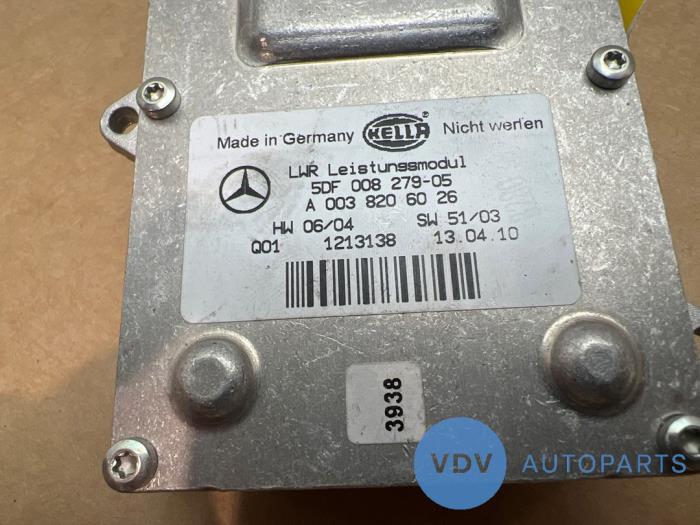 Made in Germany HELLA Nicht werfen
LWR Leistungsmodul
5DF 008 279-05
A 003 820 60 26
HW 06/04 SW 51/03
Q01 1213138 13.04.10
3938
VDV AUTOPARTS